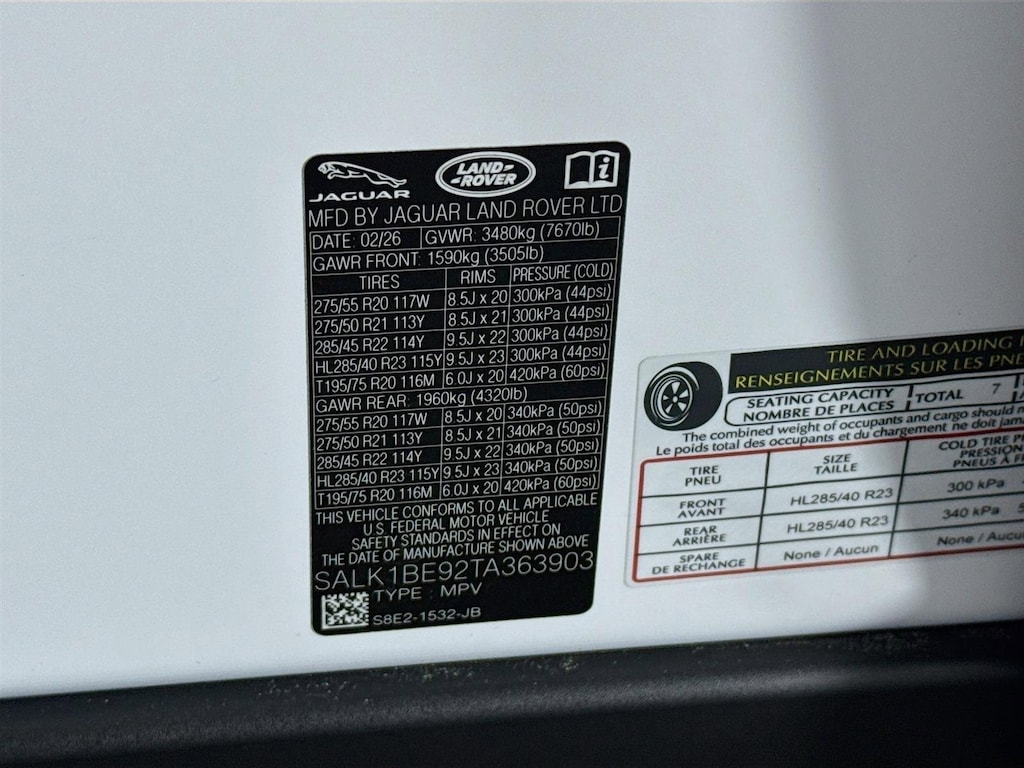 JAGUAR
LAND-
-ROVER
MFD BY JAGUAR LAND ROVER LTD
DATE: 02/26 GVWR: 3480kg (7670lb)
GAWR FRONT: 1590kg (3505lb)
TIRES RIMS PRESSURE (COLD)
275/55 R20 117W 8.5J x 20 300kPa (44psi)
275/50 R21 113Y 8.5J x 21 300kPa (44psi)
285/45 R22 114Y 9.5J x 22 300kPa (44psi)
HL285/40 R23 115Y 9.5J x 23 300kPa (44psi)
T195/75 R20 116M 6.0J x 20 420kPa (60psi)
GAWR REAR: 1960kg (4320lb)
275/55 R20 117W 8.5J x 20 340kPa (50psi)
275/50 R21 113Y 8.5J x 21 340kPa (50psi)
285/45 R22 114Y 9.5J x 22 340kPa (50psi)
HL285/40 R23 115Y 9.5J x 23 340kPa (50psi)
T195/75 R20 116M 6.0J x 20 420kPa (60psi)
THIS VEHICLE CONFORMS TO ALL APPLICABLE
U.S. FEDERAL MOTOR VEHICLE
SAFETY STANDARDS IN EFFECT ON
THE DATE OF MANUFACTURE SHOWN ABOVE
SALK1BE92TA363903
TYPE : MPV
S8E2-1532-JB
TIRE AND LOADING
RENSEIGNEMENTS SUR LES PNE
SEATING CAPACITY
NOMBRE DE PLACES
TOTAL 7
The combined weight of occupants and cargo should n
Le poids total des occupants et du chargement ne doit jam
TIRE
PNEU
SIZE
TAILLE
COLD TIRE P
PRESSION
PNEUS À F
FRONT
AVANT
HL285/40 R23
300 kPa
REAR
ARRIÈRE
HL285/40 R23
340 kPa 5
SPARE
DE RECHANGE
None / Aucun
None / Aucu